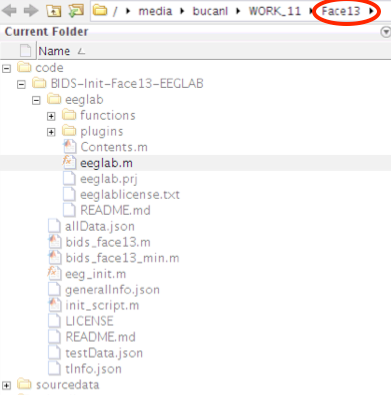 / ▸ media ▸ bucanl ▸ WORK_11 ▸ Face13 ▸
Current Folder
Name
code
BIDS-Init-Face13-EEGLAB
eeglab
functions
plugins
Contents.m
eeglab.m
eeglab.prj
eeglablicense.txt
README.md
allData.json
bids_face13.m
bids_face13_min.m
eeg_init.m
generalInfo.json
init_script.m
LICENSE
README.md
testData.json
tInfo.json
sourcedata